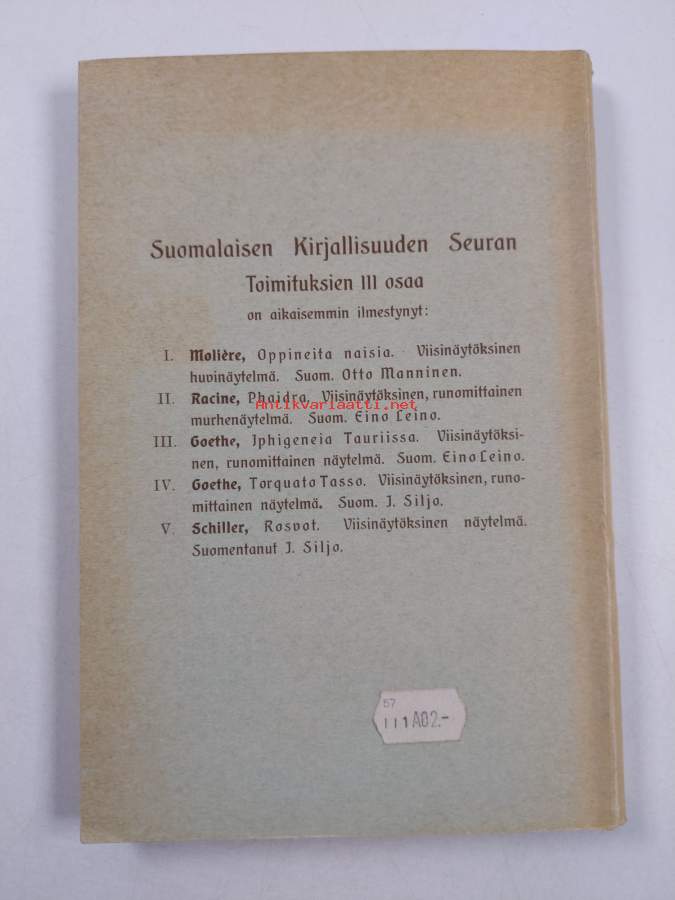 Suomalaisen Kirjallisuuden Seuran
Toimituksien III osaa
on aikaisemmin ilmestynyt:
I. Molière, Oppineita naisia. Viisinäytöksinen
huvinäytelmä. Suom. Otto Manninen.
II. Racine, Phaidra. Viisinäytöksinen, runomittainen
murhenäytelmä. Suom. Eino Leino.
Antikvariaatti.net
III. Goethe, Iphigeneia Tauriissa. Viisinäytöksi-
nen, runomittainen näytelmä. Suom. Eino Leino.
IV. Goethe, Torquato Tasso. Viisinäytöksinen, runo-
mittainen näytelmä. Suom. J. Siljo.
V. Schiller, Rosvot. Viisinäytöksinen näytelmä.
Suomentanut J. Siljo.
57